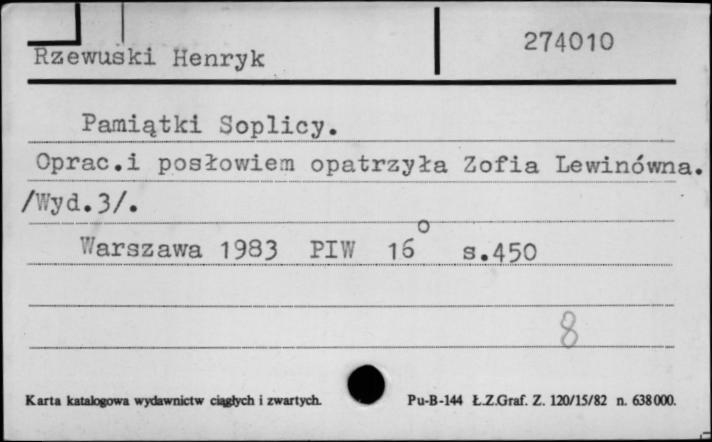 Rzewuski Henryk 274010
Pamiątki Soplicy.
Oprac.i posłowiem opatrzyła Zofia Lewinówna.
/Wyd.3/.
Warszawa 1983 PIW 16° s.450
8
Karta katalogowa wydawnictw ciągłych i zwartych. Pu-B-144 Ł.Z.Graf. Z. 120/15/82 n. 638000.